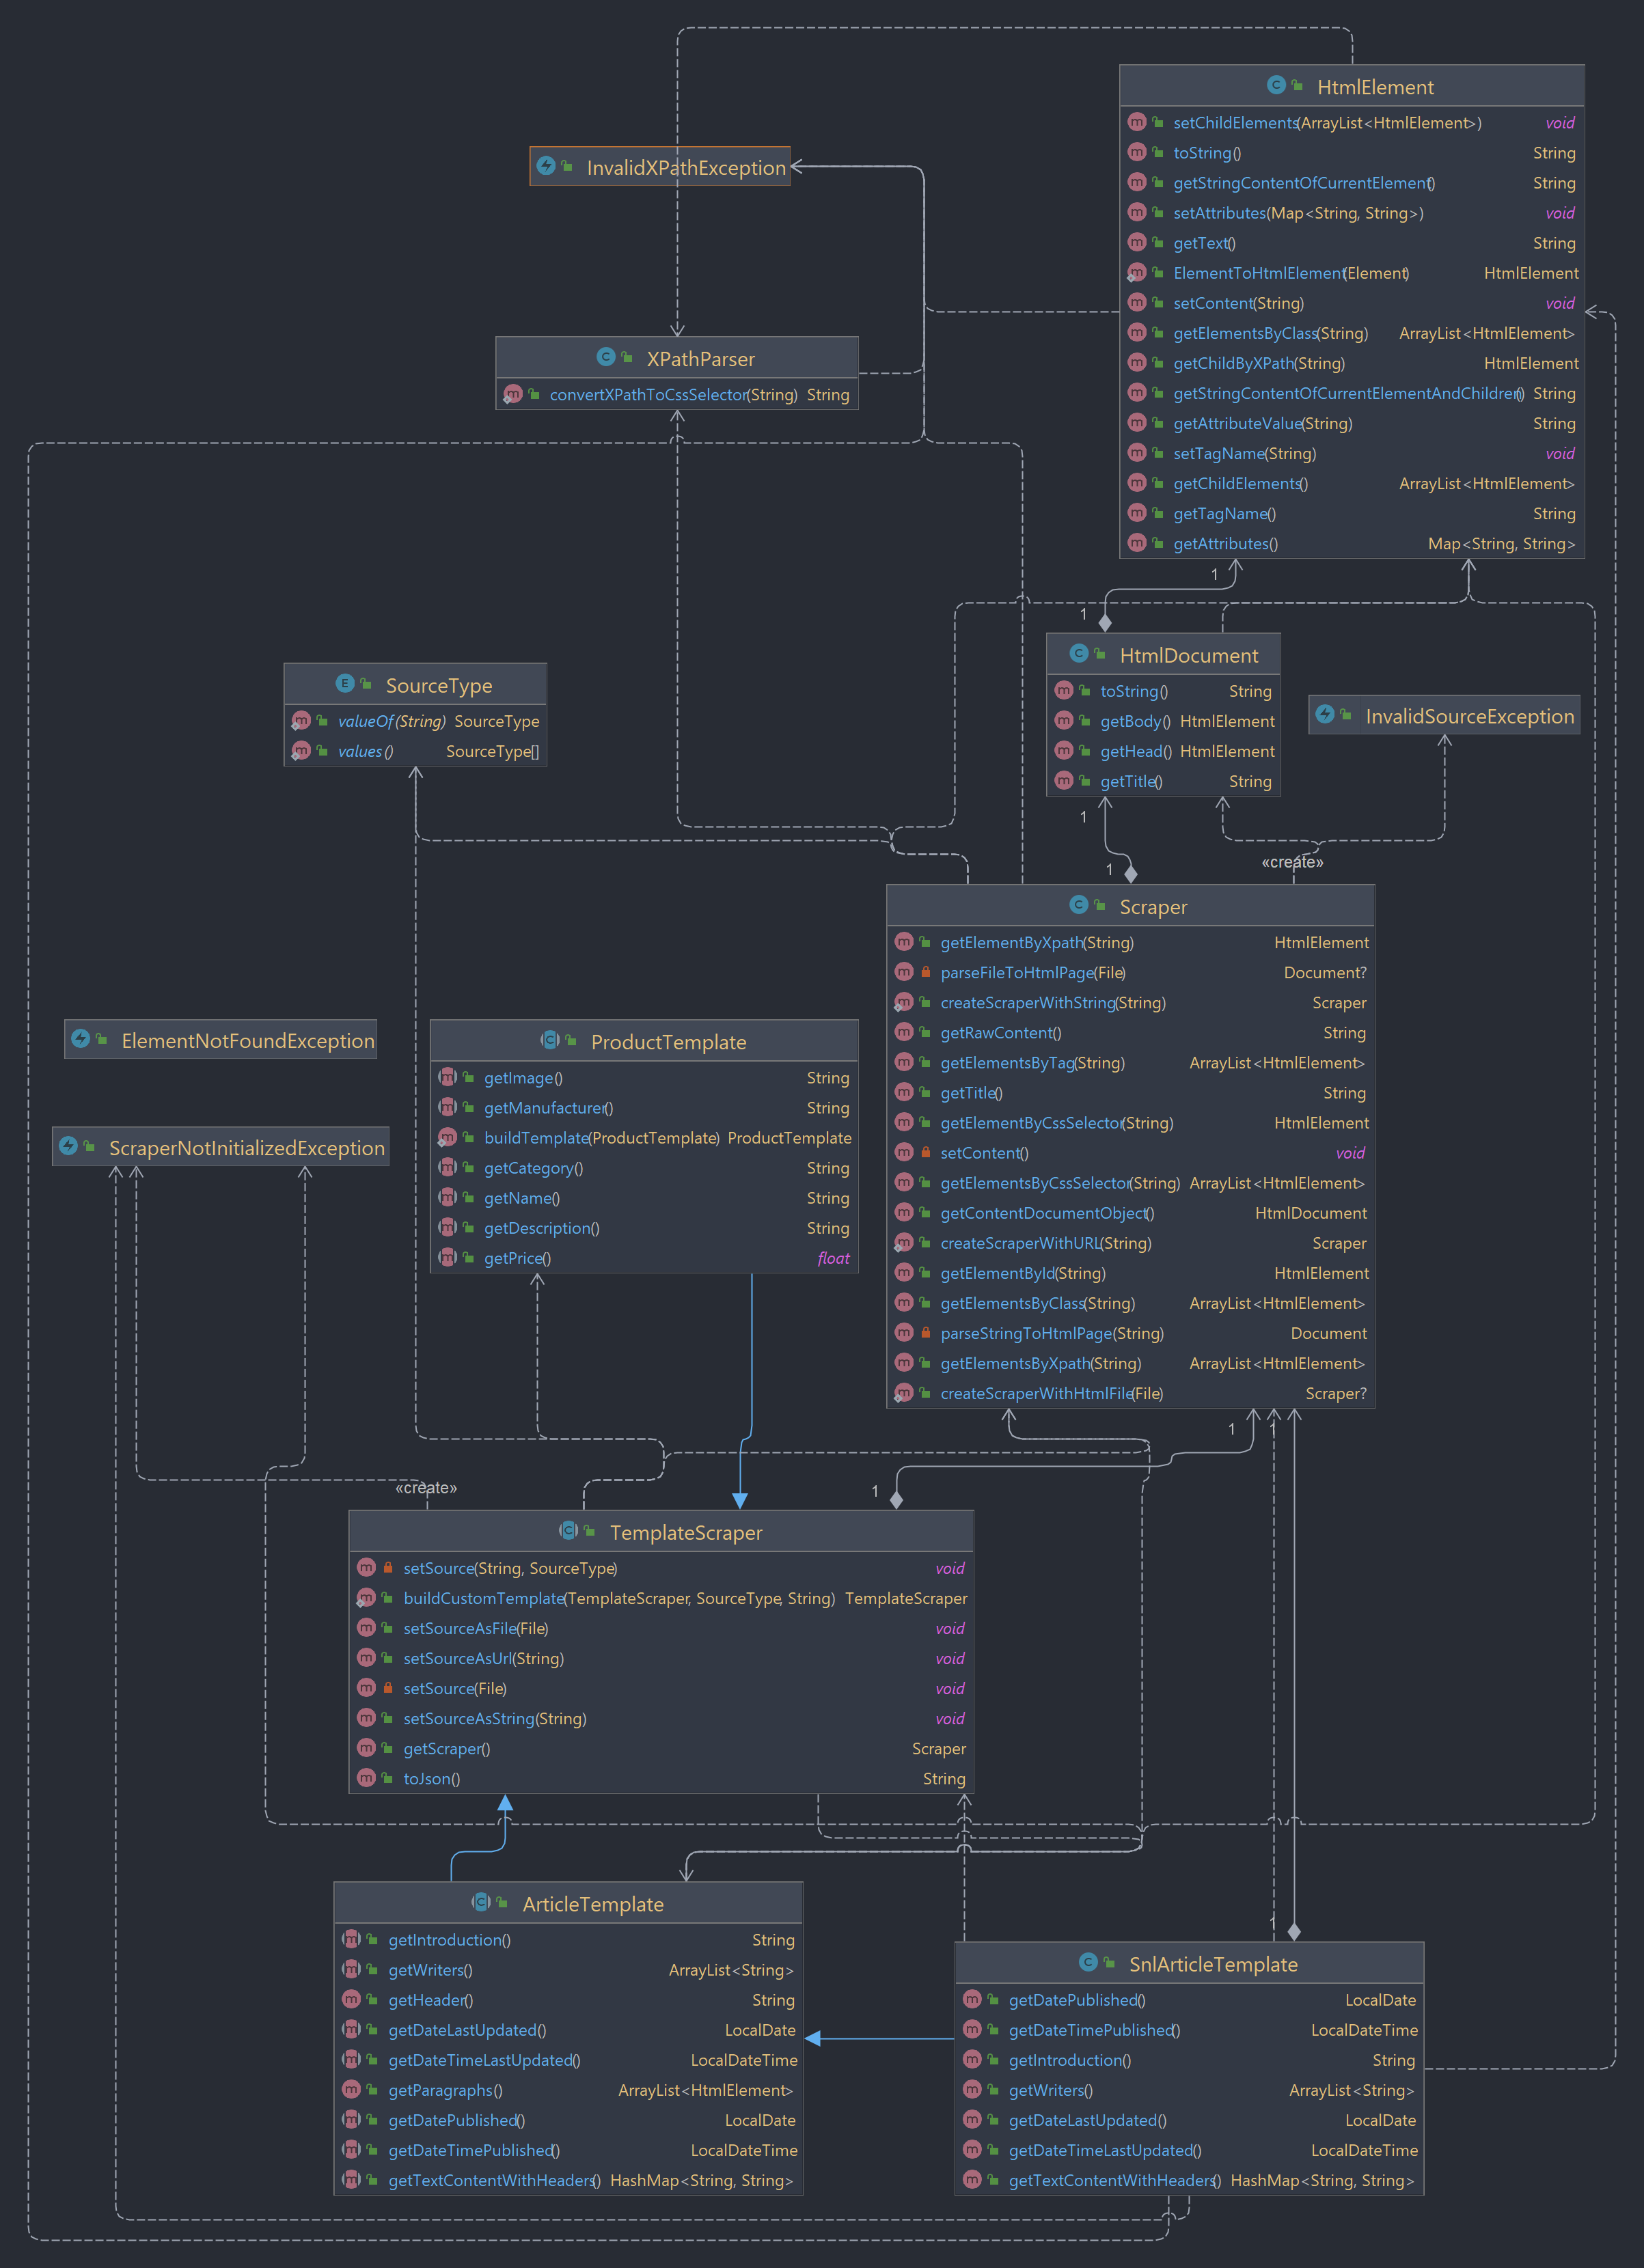 HtmlElement
setChildElements(ArrayList<HtmlElement>) void
toString() String
getStringContentOfCurrentElement() String
setAttributes(Map<String, String>) void
getText() String
ElementToHtmlElement(Element) HtmlElement
setContent(String) void
getElementsByClass(String) ArrayList<HtmlElement>
getChildByXPath(String) HtmlElement
getStringContentOfCurrentElementAndChildren() String
getAttributeValue(String) String
setTagName(String) void
getChildElements() ArrayList<HtmlElement>
getTagName() String
getAttributes() Map<String, String>
InvalidXPathException
XPathParser
convertXPathToCssSelector(String) String
1
1
HtmlDocument
toString() String
getBody() HtmlElement
getHead() HtmlElement
getTitle() String
SourceType
valueOf(String) SourceType
values() SourceType[]
InvalidSourceException
1
1
«create»
Scraper
getElementByXpath(String) HtmlElement
parseFileToHtmlPage(File) Document?
createScraperWithString(String) Scraper
getRawContent() String
getElementsByTag(String) ArrayList<HtmlElement>
getTitle() String
getElementByCssSelector(String) HtmlElement
setContent() void
getElementsByCssSelector(String) ArrayList<HtmlElement>
getContentDocumentObject() HtmlDocument
createScraperWithURL(String) Scraper
getElementById(String) HtmlElement
getElementsByClass(String) ArrayList<HtmlElement>
parseStringToHtmlPage(String) Document
getElementsByXpath(String) ArrayList<HtmlElement>
createScraperWithHtmlFile(File) Scraper?
ElementNotFoundException
ScraperNotInitializedException
ProductTemplate
getImage() String
getManufacturer() String
buildTemplate(ProductTemplate) ProductTemplate
getCategory() String
getName() String
getDescription() String
getPrice() float
1
1
«create»
1
TemplateScraper
setSource(String, SourceType) void
buildCustomTemplate(TemplateScraper, SourceType, String) TemplateScraper
setSourceAsFile(File) void
setSourceAsUrl(String) void
setSource(File) void
setSourceAsString(String) void
getScraper() Scraper
toJson() String
ArticleTemplate
getIntroduction() String
getWriters() ArrayList<String>
getHeader() String
getDateLastUpdated() LocalDate
getDateTimeLastUpdated() LocalDateTime
getParagraphs() ArrayList<HtmlElement>
getDatePublished() LocalDate
getDateTimePublished() LocalDateTime
getTextContentWithHeaders() HashMap<String, String>
1
SnlArticleTemplate
getDatePublished() LocalDate
getDateTimePublished() LocalDateTime
getIntroduction() String
getWriters() ArrayList<String>
getDateLastUpdated() LocalDate
getDateTimeLastUpdated() LocalDateTime
getTextContentWithHeaders() HashMap<String, String>